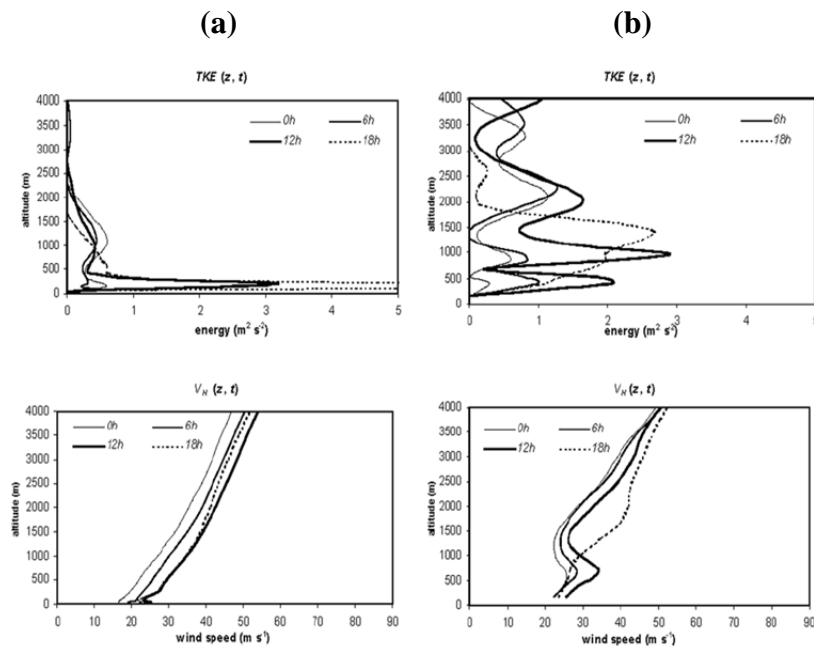 (a) (b)
TKE (z, t)
4000
3500
3000
2500
2000
1500
1000
500
0
0h 6h
12h 18h
altitude (m)
0 1 2 3 4 5
energy (m² s⁻²)
TKE (z, t)
4000
3500
3000
2500
2000
1500
1000
500
0
0h 6h
12h 18h
altitude (m)
0 1 2 3 4 5
energy (m² s⁻²)
V_H (z, t)
4000
3500
3000
2500
2000
1500
1000
500
0
0h 6h
12h 18h
altitude (m)
0 10 20 30 40 50 60 70 80 90
wind speed (m s⁻¹)
V_H (z, t)
4000
3500
3000
2500
2000
1500
1000
500
0
0h 6h
12h 18h
altitude (m)
0 10 20 30 40 50 60 70 80 90
wind speed (m s⁻¹)